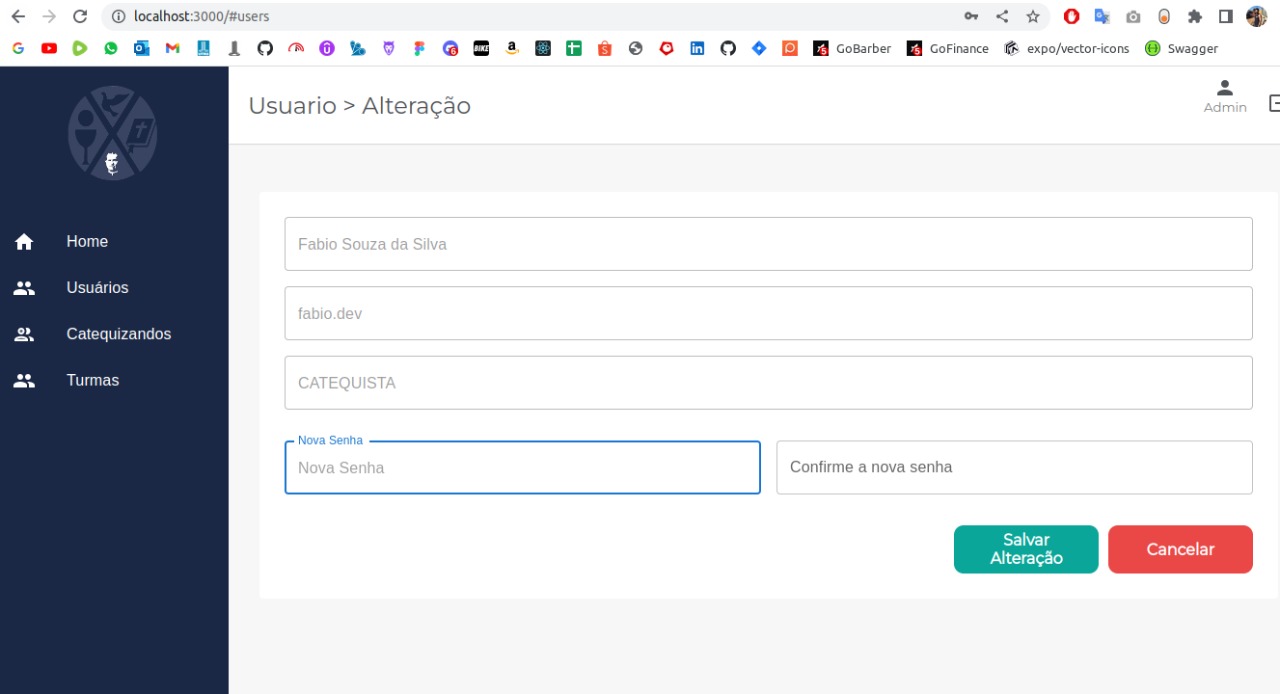 localhost:3000/#users
GoBarber
GoFinance
expo/vector-icons
Swagger
Usuario > Alteração
Admin
Home
Usuários
Catequizandos
Turmas
Fabio Souza da Silva
fabio.dev
CATEQUISTA
Nova Senha
Nova Senha
Confirme a nova senha
Salvar
Alteração
Cancelar